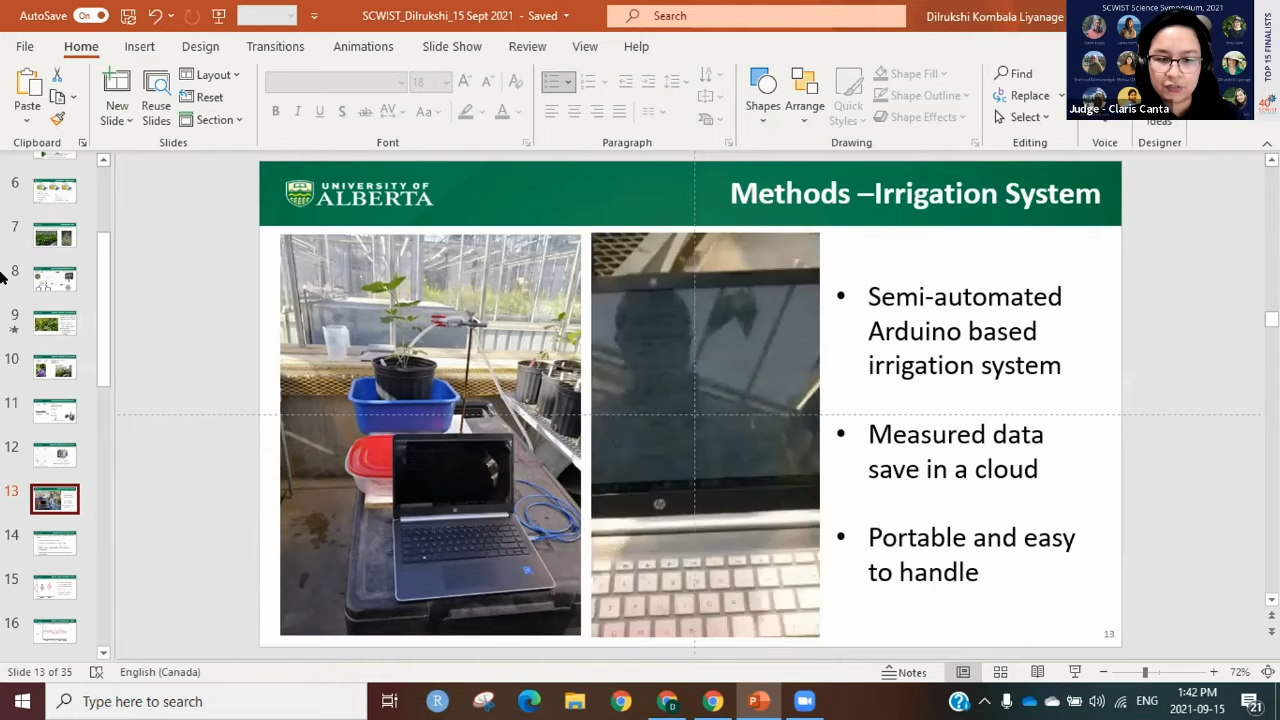 AutoSave
On
SCWIST_Dilrukshi_15 Sept 2021 - Saved
Search
Dilrukshi Kombala Liyanage
SCWIST Science Symposium, 2021
TOP 15 FINALISTS
Judge - Claris Canta
File
Home
Insert
Design
Transitions
Animations
Slide Show
Review
View
Help
Paste
New
Slide
Reuse
Slides
Layout
Reset
Section
18
Shapes
Arrange
Quick
Styles
Shape Fill
Shape Outline
Shape Effects
Find
Replace
Select
Ideas
Clipboard
Slides
Font
Paragraph
Drawing
Editing
Voice
Designer
6
7
8
9
10
11
12
13
14
15
16
UNIVERSITY OF
ALBERTA
Methods –Irrigation System
• Semi-automated
Arduino based
irrigation system
• Measured data
save in a cloud
• Portable and easy
to handle
13
Slide 13 of 35
English (Canada)
Notes
72%
Type here to search
ENG
1:42 PM
2021-09-15
21